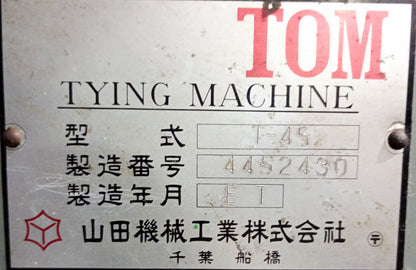 TOM
TYING MACHINE
型 式 T-45
製造番号 4452430
製造年月 E T
山田機械工業株式会社 〒
千葉船橋